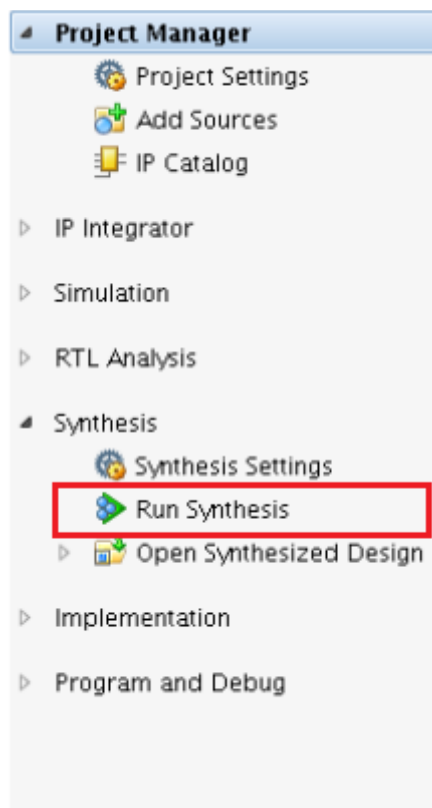 Project Manager
Project Settings
Add Sources
IP Catalog
IP Integrator
Simulation
RTL Analysis
Synthesis
Synthesis Settings
Run Synthesis
Open Synthesized Design
Implementation
Program and Debug